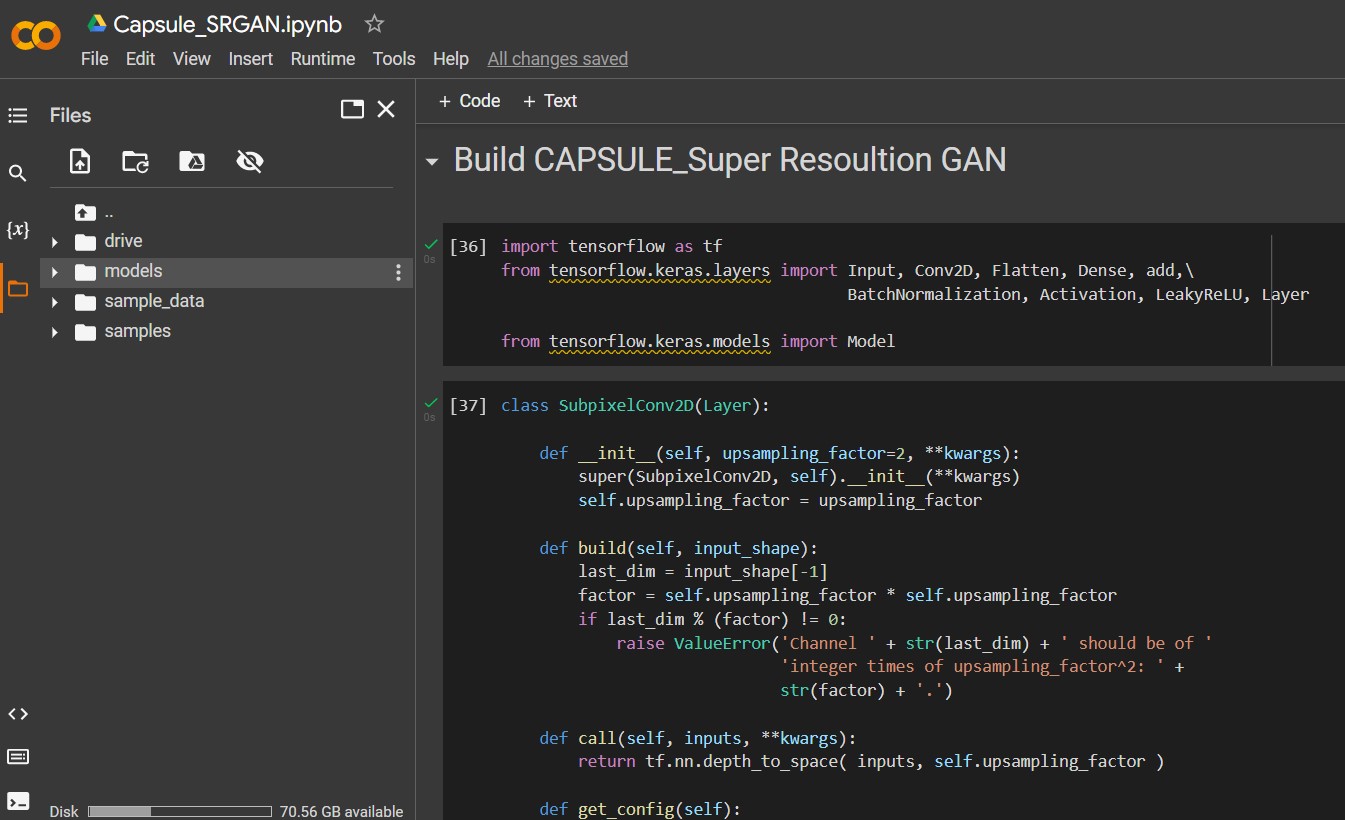 Capsule_SRGAN.ipynb
File Edit View Insert Runtime Tools Help All changes saved
Files
..
drive
models
sample_data
samples
Disk 70.56 GB available
{x}
+ Code + Text
Build CAPSULE_Super Resoultion GAN
0s
[36] import tensorflow as tf
from tensorflow.keras.layers import Input, Conv2D, Flatten, Dense, add,\
BatchNormalization, Activation, LeakyReLU, Layer
from tensorflow.keras.models import Model
0s
[37] class SubpixelConv2D(Layer):
def __init__(self, upsampling_factor=2, **kwargs):
super(SubpixelConv2D, self).__init__(**kwargs)
self.upsampling_factor = upsampling_factor
def build(self, input_shape):
last_dim = input_shape[-1]
factor = self.upsampling_factor * self.upsampling_factor
if last_dim % (factor) != 0:
raise ValueError('Channel ' + str(last_dim) + ' should be of '
'integer times of upsampling_factor^2: ' +
str(factor) + '.')
def call(self, inputs, **kwargs):
return tf.nn.depth_to_space( inputs, self.upsampling_factor )
def get_config(self):